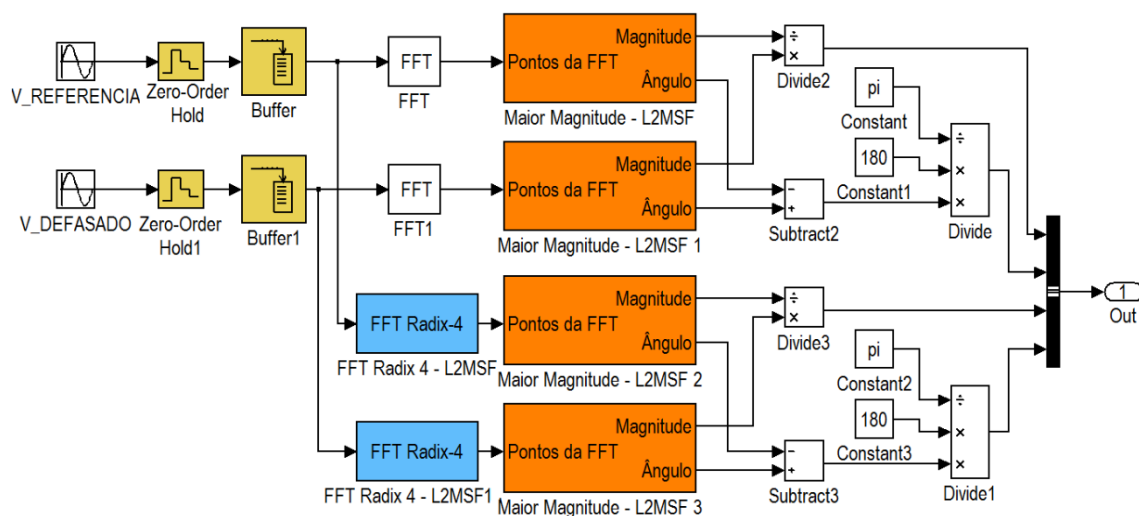 V_REFERENCIA
Zero-Order
Hold
Buffer
FFT
FFT
Pontos da FFT
Magnitude
Ângulo
Maior Magnitude - L2MSF
÷
×
Divide2
pi
Constant
180
Constant1
÷
×
×
Divide
V_DEFASADO
Zero-Order
Hold1
Buffer1
FFT
FFT1
Pontos da FFT
Magnitude
Ângulo
Maior Magnitude - L2MSF 1
−
+
Subtract2
FFT Radix-4
FFT Radix 4 - L2MSF
Pontos da FFT
Magnitude
Ângulo
Maior Magnitude - L2MSF 2
÷
×
Divide3
pi
Constant2
180
Constant3
÷
×
×
Divide1
1
Out
FFT Radix-4
FFT Radix 4 - L2MSF1
Pontos da FFT
Magnitude
Ângulo
Maior Magnitude - L2MSF 3
−
+
Subtract3